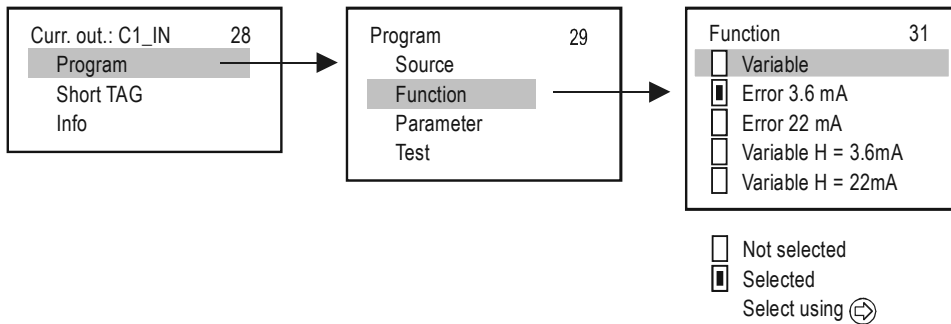 Curr. out.: C1_IN 28
Program
Short TAG
Info
Program 29
Source
Function
Parameter
Test
Function 31
Variable
Error 3.6 mA
Error 22 mA
Variable H = 3.6mA
Variable H = 22mA
Not selected
Selected
Select using